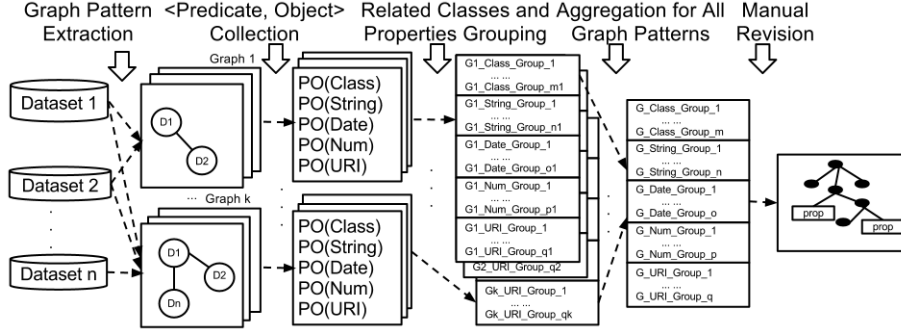 Graph Pattern
Extraction
<Predicate, Object>
Collection
Related Classes and
Properties Grouping
Aggregation for All
Graph Patterns
Manual
Revision
Dataset 1
Dataset 2
Dataset n
Graph 1
D1
D2
... Graph k
D1
D2
Dn
PO(Class)
PO(String)
PO(Date)
PO(Num)
PO(URI)
PO(Class)
PO(String)
PO(Date)
PO(Num)
PO(URI)
G1_Class_Group_1
... ...
G1_Class_Group_m1
G1_String_Group_1
... ...
G1_String_Group_n1
G1_Date_Group_1
... ...
G1_Date_Group_o1
G1_Num_Group_1
... ...
G1_Num_Group_p1
G1_URI_Group_1
... ...
G1_URI_Group_q1
G2_URI_Group_q2
Gk_URI_Group_1
... ...
Gk_URI_Group_qk
G_Class_Group_1
... ...
G_Class_Group_m
G_String_Group_1
... ...
G_String_Group_n
G_Date_Group_1
... ...
G_Date_Group_o
G_Num_Group_1
... ...
G_Num_Group_p
G_URI_Group_1
... ...
G_URI_Group_q
prop
prop